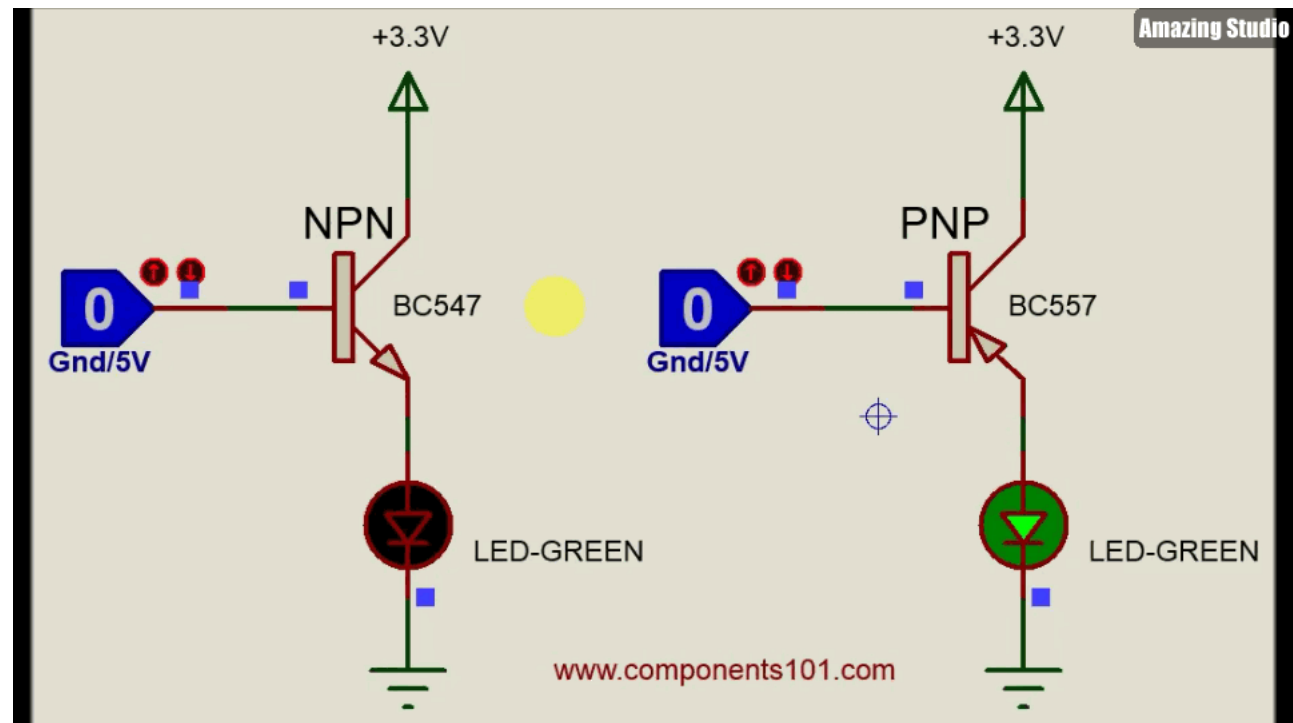 Amazing Studio
+3.3V
+3.3V
NPN
PNP
0
BC547
0
BC557
Gnd/5V
Gnd/5V
LED-GREEN
LED-GREEN
www.components101.com